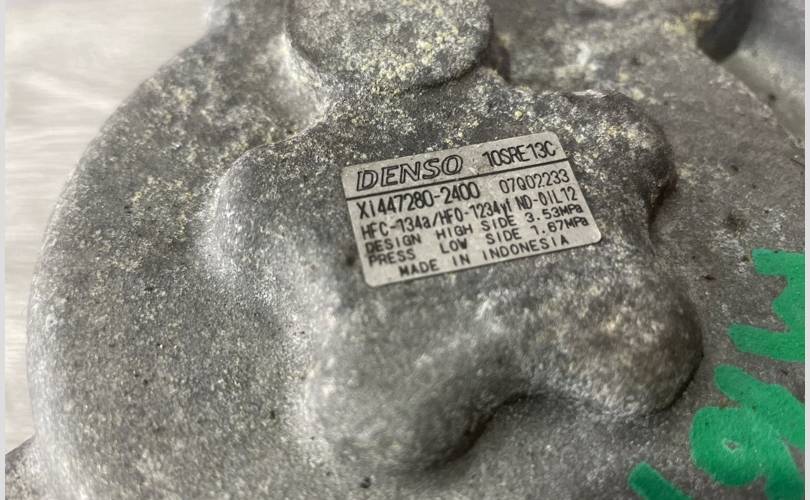 DENSO 10SRE13C
X1447280-2400 07Q02233
HFC-134a/HFO-1234yf ND-OIL12
DESIGN HIGH SIDE 3.53MPa
PRESS LOW SIDE 1.67MPa
MADE IN INDONESIA